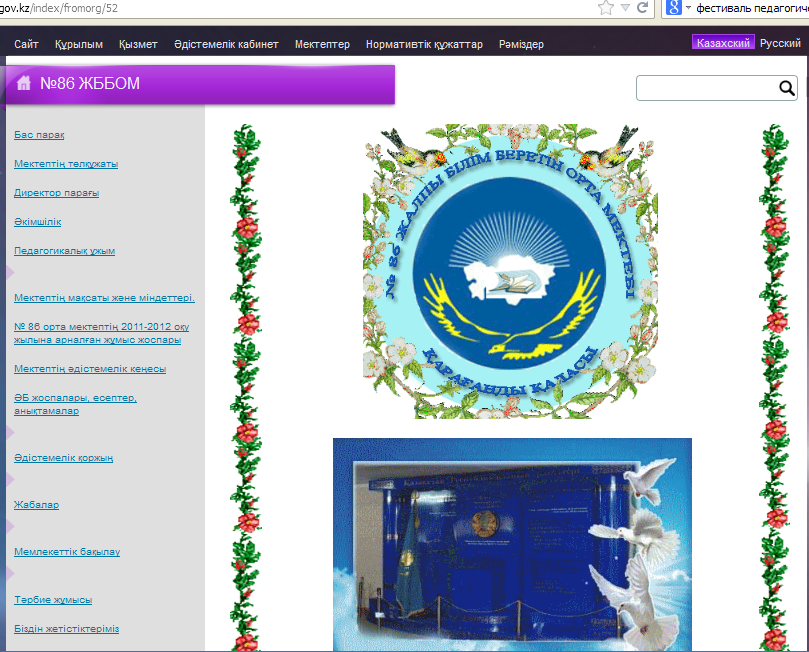 gov.kz/index/fromorg/52
фестиваль педагогиче
Сайт Құрылым Қызмет Әдістемелік кабинет Мектептер Нормативтік құжаттар Рәміздер
Казахский Русский
№86 ЖББОМ
Бас парақ
Мектептің төлқұжаты
Директор парағы
Әкімшілік
Педагогикалық ұжым
Мектептің мақсаты және міндеттері.
№ 86 орта мектептің 2011-2012 оқу
жылына арналған жұмыс жоспары
Мектептің әдістемелік кеңесы
ӘБ жоспалары, есептер,
анықтамалар
Әдістемелік қоржың
Жабалар
Мемлекеттік бақылау
Тәрбие жұмысы
Біздін жетістіктеріміз
№ 86 ЖАЛПЫ БІЛІМ БЕРЕТІН ОРТА МЕКТЕБІ
ҚАРАҒАНДЫ ҚАЛАСЫ